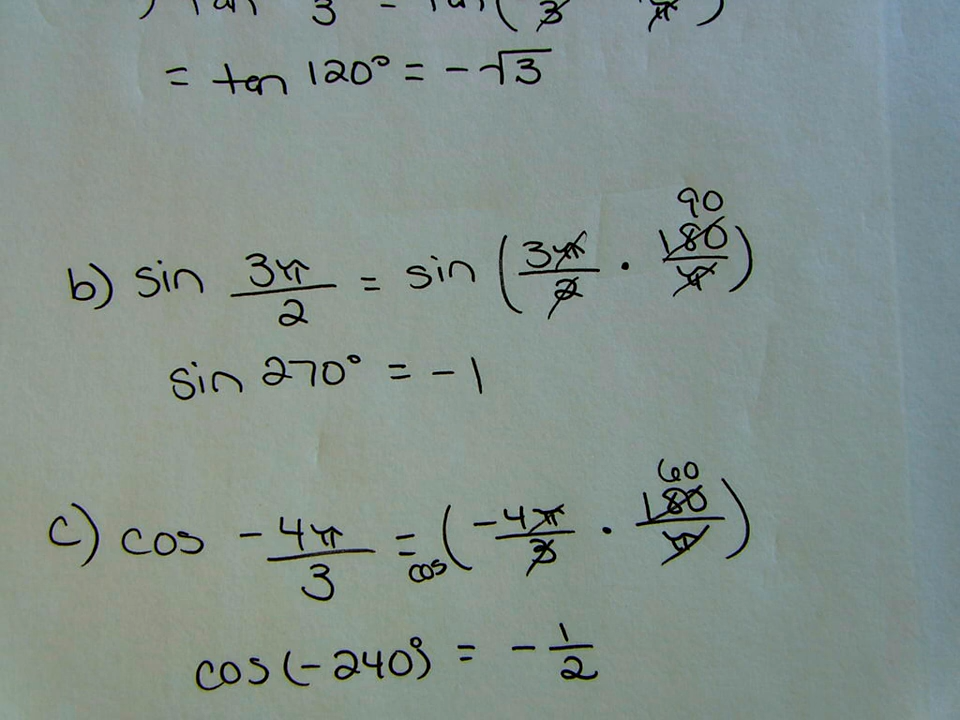 3
= tan 120° = -√3
b) sin 3π/2 = sin (3π/2 · 180/π) 90
sin 270° = -1
c) cos -4π/3 = cos (-4π/3 · 180/π) 60
cos(-240°) = -1/2